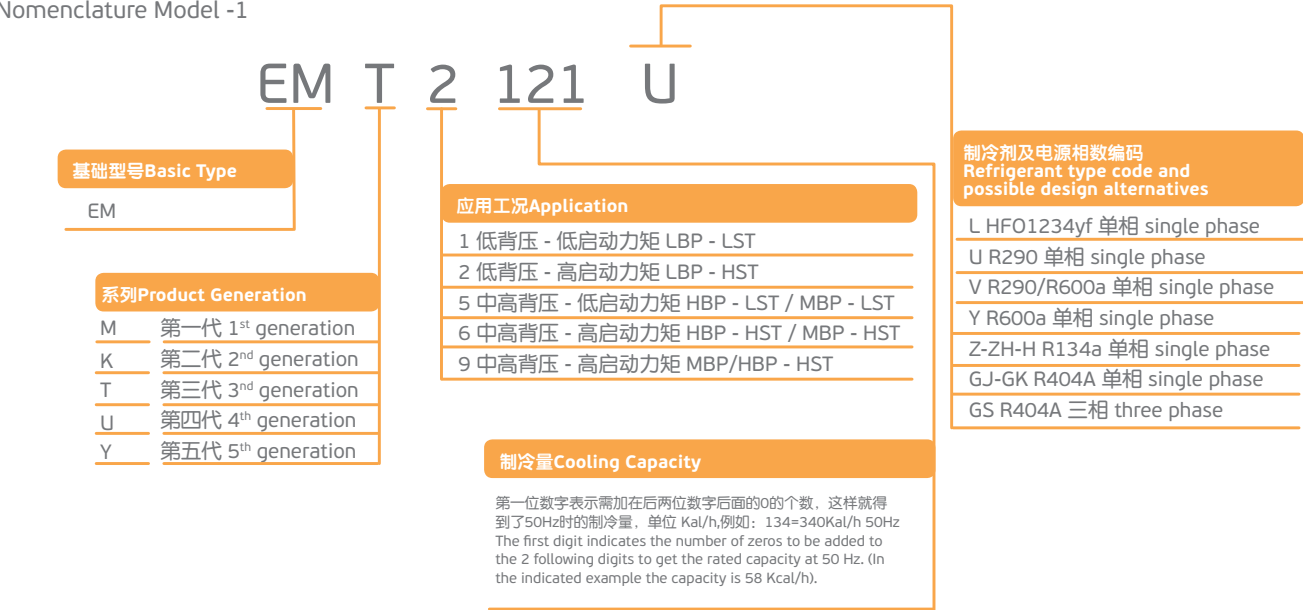 Nomenclature Model -1
EM T 2 121 U
基础型号Basic Type
EM
系列Product Generation
M 第一代 1st generation
K 第二代 2nd generation
T 第三代 3nd generation
U 第四代 4th generation
Y 第五代 5th generation
应用工况Application
1 低背压 - 低启动力矩 LBP - LST
2 低背压 - 高启动力矩 LBP - HST
5 中高背压 - 低启动力矩 HBP - LST / MBP - LST
6 中高背压 - 高启动力矩 HBP - HST / MBP - HST
9 中高背压 - 高启动力矩 MBP/HBP - HST
制冷量Cooling Capacity
第一位数字表示需加在后两位数字后面的0的个数，这样就得
到了50Hz时的制冷量，单位 Kal/h,例如：134=340Kal/h 50Hz
The first digit indicates the number of zeros to be added to
the 2 following digits to get the rated capacity at 50 Hz. (In
the indicated example the capacity is 58 Kcal/h).
制冷剂及电源相数编码
Refrigerant type code and
possible design alternatives
L HFO1234yf 单相 single phase
U R290 单相 single phase
V R290/R600a 单相 single phase
Y R600a 单相 single phase
Z-ZH-H R134a 单相 single phase
GJ-GK R404A 单相 single phase
GS R404A 三相 three phase